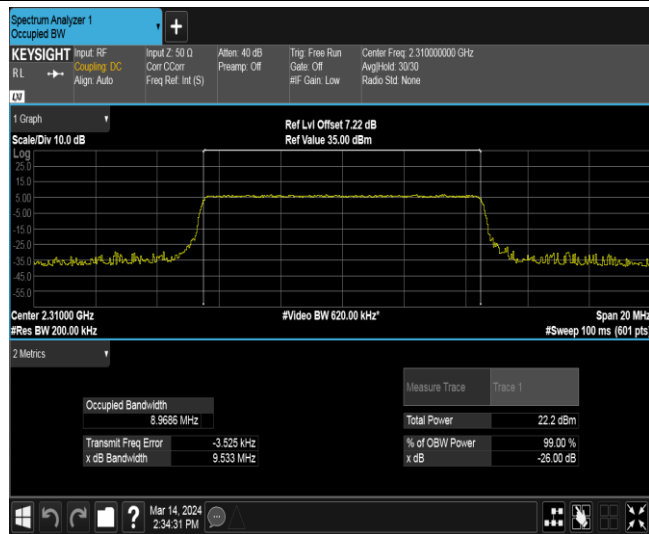 Spectrum Analyzer 1
Occupied BW
+
KEYSIGHT
RL
LXI
Input: RF
Coupling: DC
Align: Auto
Input Z: 50 Ω
Corr CCorr
Freq Ref: Int (S)
Atten: 40 dB
Preamp: Off
Trig: Free Run
Gate: Off
#IF Gain: Low
Center Freq: 2.310000000 GHz
Avg|Hold: 30/30
Radio Std: None
1 Graph
Scale/Div 10.0 dB
Ref Lvl Offset 7.22 dB
Ref Value 35.00 dBm
Log
25.0
15.0
5.00
-5.00
-15.0
-25.0
-35.0
-45.0
-55.0
Center 2.31000 GHz
#Res BW 200.00 kHz
#Video BW 620.00 kHz*
Span 20 MHz
#Sweep 100 ms (601 pts)
2 Metrics
Measure Trace Trace 1
Occupied Bandwidth
8.9686 MHz
Total Power 22.2 dBm
Transmit Freq Error -3.525 kHz
% of OBW Power 99.00 %
x dB Bandwidth 9.533 MHz
x dB -26.00 dB
?
Mar 14, 2024
2:34:31 PM